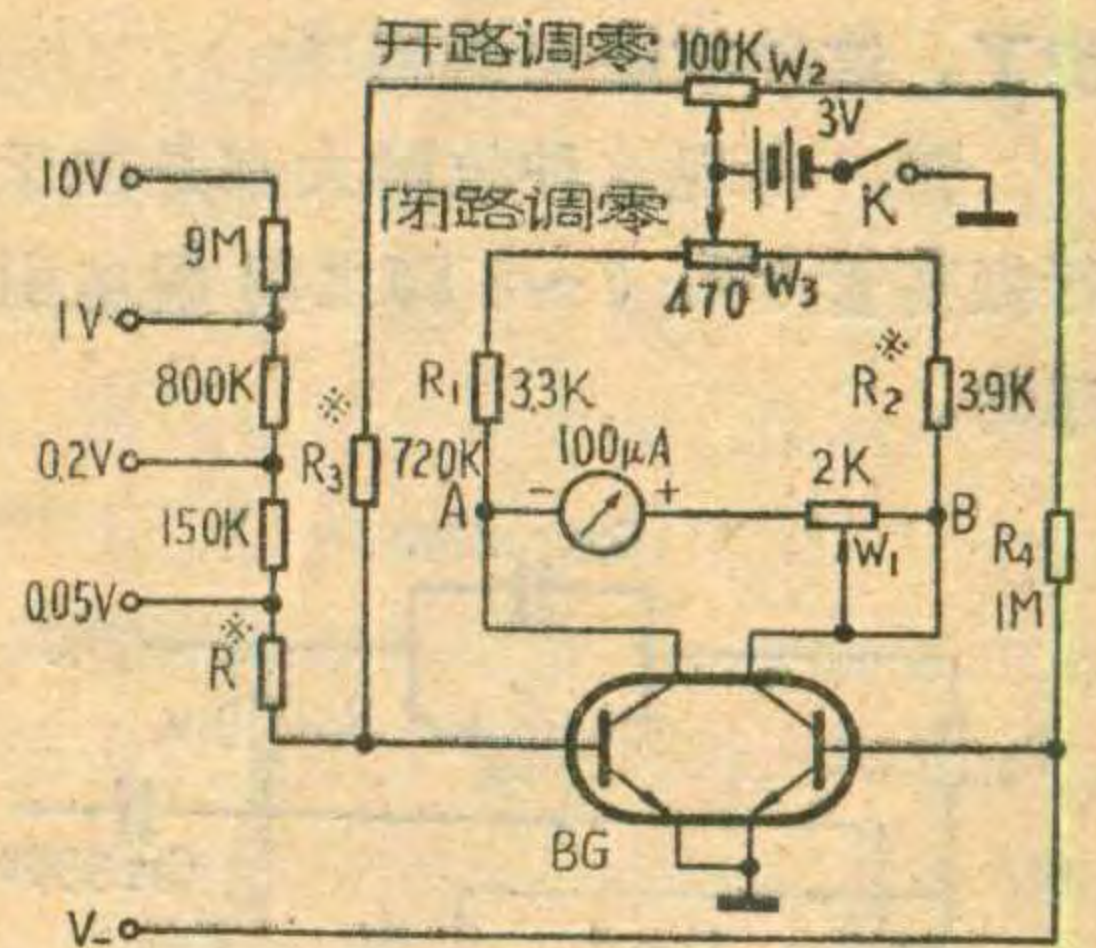 开路调零 100K W₂
3V
10V
K
闭路调零
9M
470 W₃
1V
※
800K
R₁ 3.3K
R₂ 3.9K
※
100μA
0.2V
R₃ 720K
2K
- +
A
B
150K
W₁
R₄
0.05V
1M
※
R
BG
V_